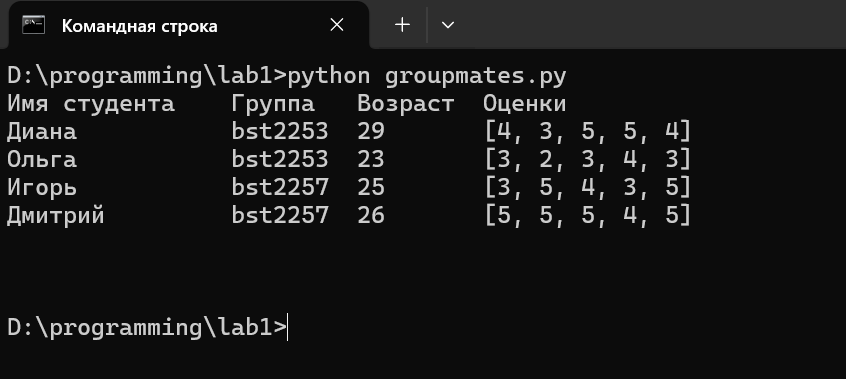 Командная строка
D:\programming\lab1>python groupmates.py
Имя студента    Группа   Возраст  Оценки
Диана           bst2253  29       [4, 3, 5, 5, 4]
Ольга           bst2253  23       [3, 2, 3, 4, 3]
Игорь           bst2257  25       [3, 5, 4, 3, 5]
Дмитрий         bst2257  26       [5, 5, 5, 4, 5]
D:\programming\lab1>